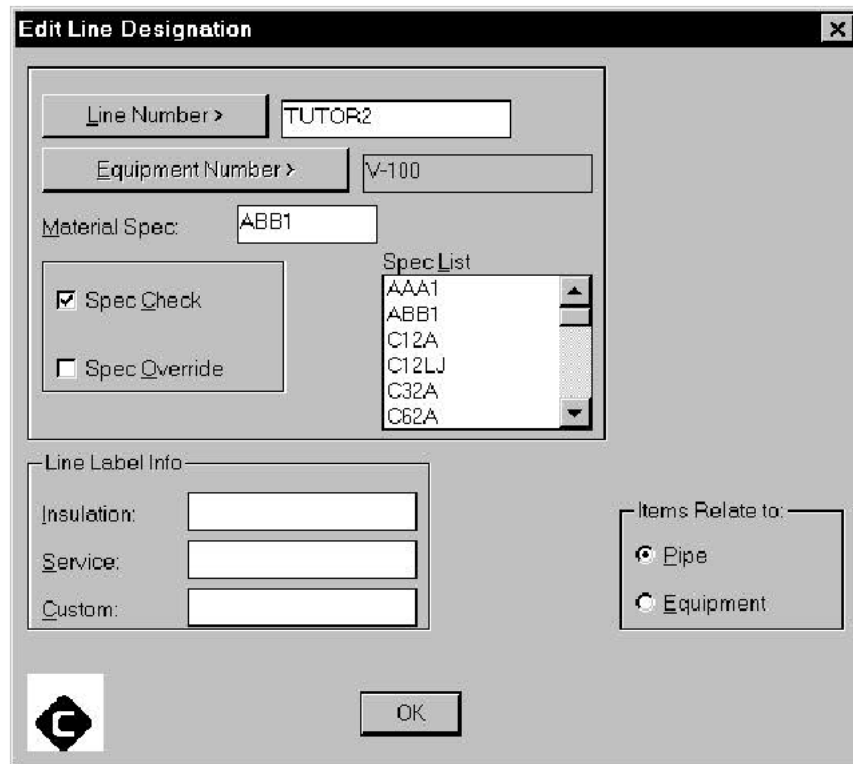 Edit Line Designation
Line Number >
TUTOR2
Equipment Number >
V-100
Material Spec:
ABB1
Spec Check
Spec Override
Spec List
AAA1
ABB1
C12A
C12LJ
C32A
C62A
Line Label Info
Insulation:
Service:
Custom:
Items Relate to:
Pipe
Equipment
C
OK